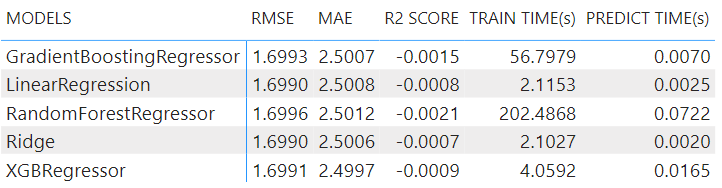 MODELS RMSE MAE R2 SCORE TRAIN TIME(s) PREDICT TIME(s)
GradientBoostingRegressor 1.6993 2.5007 -0.0015 56.7979 0.0070
LinearRegression 1.6990 2.5008 -0.0008 2.1153 0.0025
RandomForestRegressor 1.6996 2.5012 -0.0021 202.4868 0.0722
Ridge 1.6990 2.5006 -0.0007 2.1027 0.0020
XGBRegressor 1.6991 2.4997 -0.0009 4.0592 0.0165